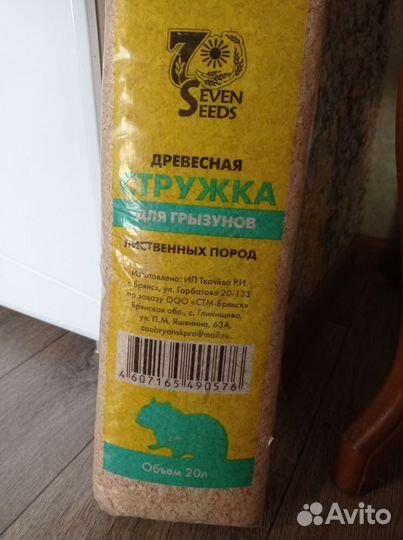 7
SEVEN
SEEDS
ДРЕВЕСНАЯ
СТРУЖКА
ДЛЯ ГРЫЗУНОВ
ЛИСТВЕННЫХ ПОРОД
Изготовлена: ИП Ткачёва Р.И.
г. Брянск, ул. Горбатова 20-133
по заказу ООО «СТМ-Брянск»
Брянская обл., с. Глинищево,
ул. П.М. Яшенина, 63А,
zoobryanskpro@mail.ru
4 607165 490576
Объем 20л
Avito